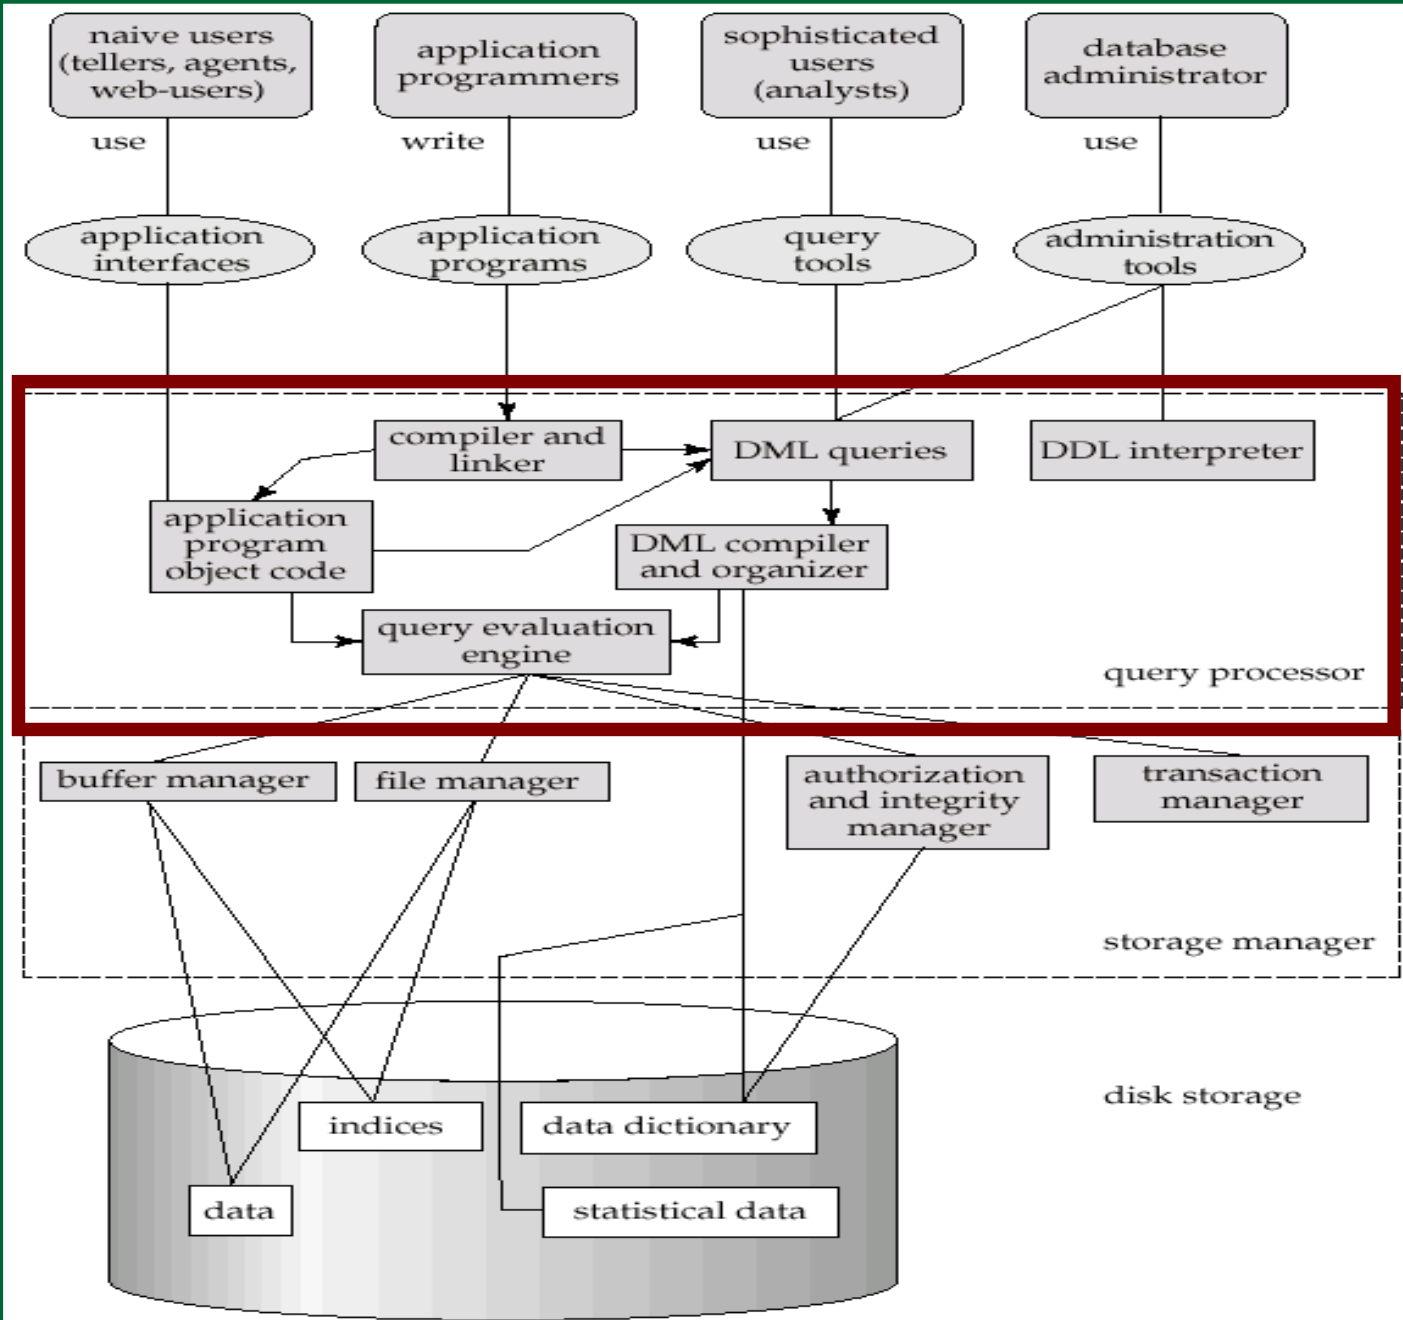 naive users
(tellers, agents,
web-users)
application
programmers
sophisticated
users
(analysts)
database
administrator
use
write
use
use
application
interfaces
application
programs
query
tools
administration
tools
compiler and
linker
DML queries
DDL interpreter
application
program
object code
DML compiler
and organizer
query evaluation
engine
query processor
buffer manager
file manager
authorization
and integrity
manager
transaction
manager
storage manager
disk storage
indices
data dictionary
data
statistical data